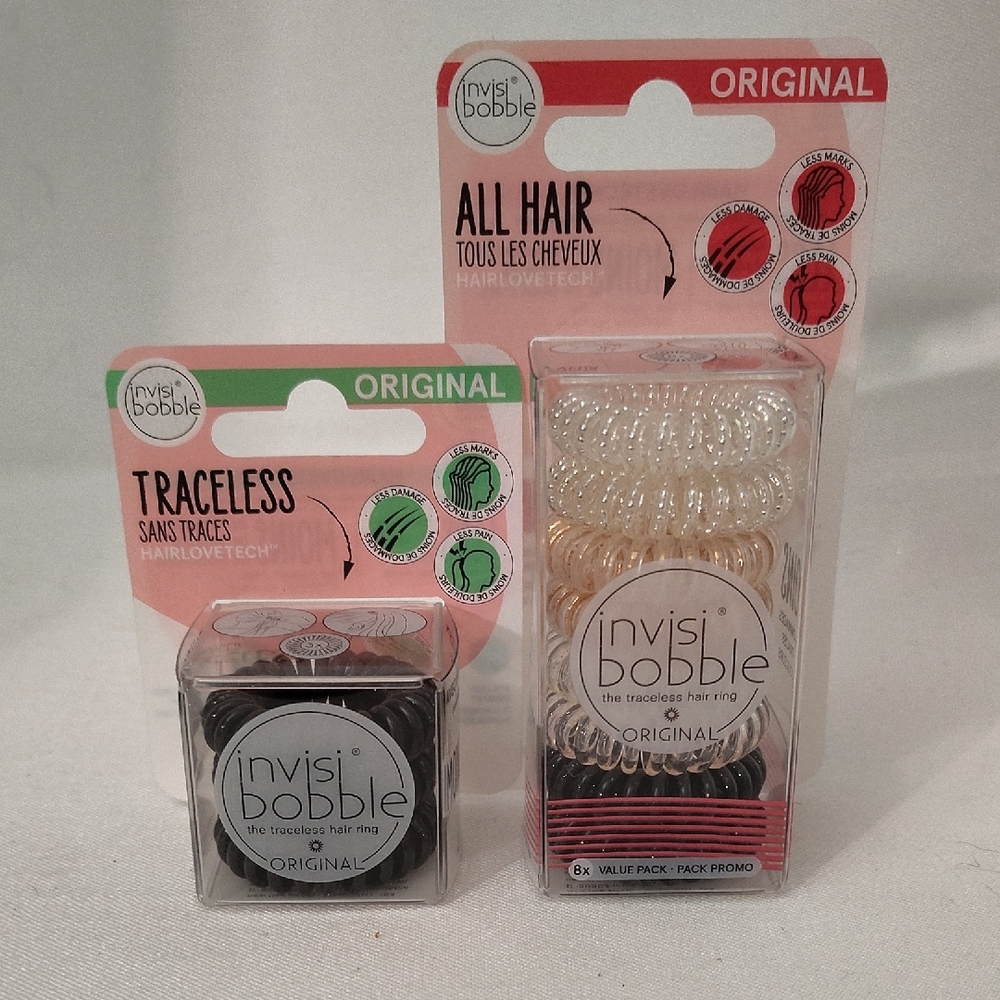 invisi®
bobble
ORIGINAL
TRACELESS
SANS TRACES
HAIRLOVETECH™
LESS DAMAGE
MOINS DE DOMMAGES
LESS MARKS
MOINS DE TRACES
LESS PAIN
MOINS DE DOULEURS
invisi®
bobble
the traceless hair ring
ORIGINAL
invisi®
bobble
ORIGINAL
ALL HAIR
TOUS LES CHEVEUX
HAIRLOVETECH™
LESS DAMAGE
MOINS DE DOMMAGES
LESS MARKS
MOINS DE TRACES
LESS PAIN
MOINS DE DOULEURS
invisi®
bobble
the traceless hair ring
ORIGINAL
8x VALUE PACK · PACK PROMO